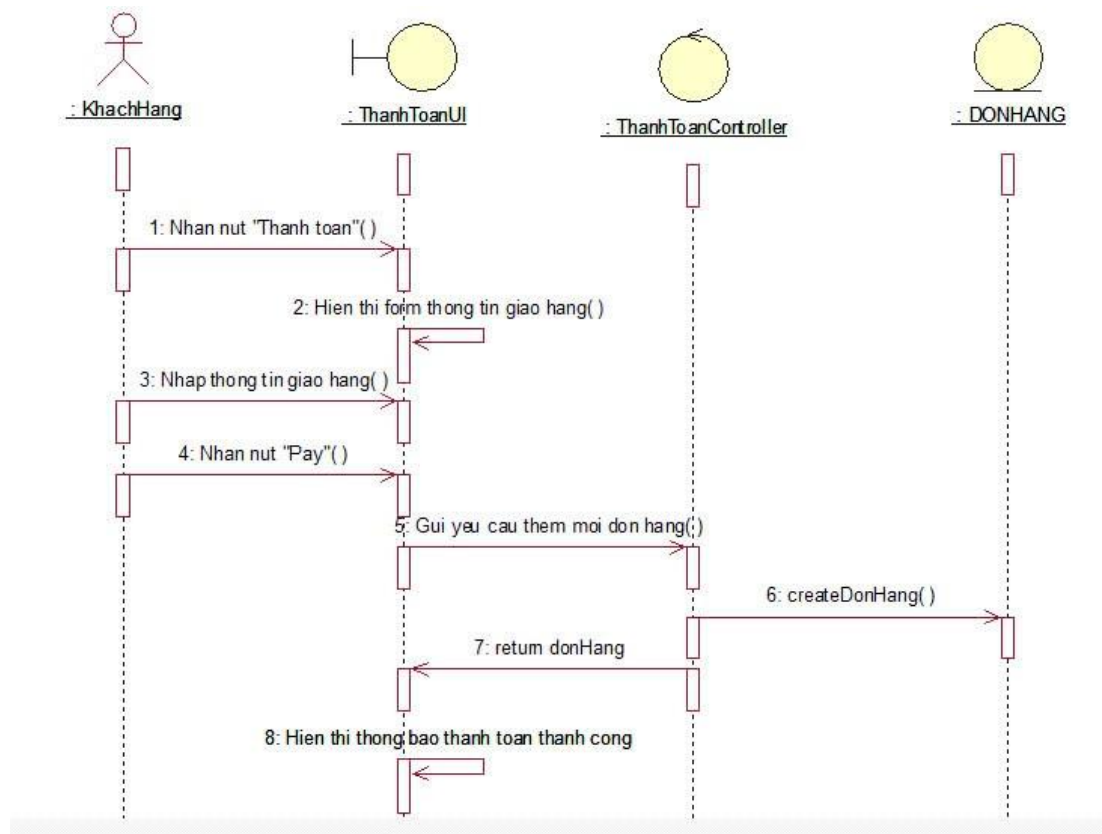 : KhachHang
: ThanhToanUI
: ThanhToanController
: DONHANG
1: Nhan nut "Thanh toan"( )
2: Hien thi form thong tin giao hang( )
3: Nhap thong tin giao hang( )
4: Nhan nut "Pay"( )
5: Gui yeu cau them moi don hang( )
6: createDonHang( )
7: return donHang
8: Hien thi thong bao thanh toan thanh cong